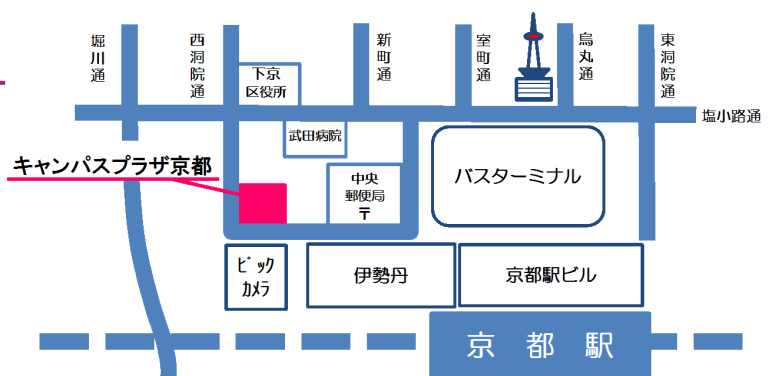 堀川通
西洞院通
新町通
室町通
烏丸通
東洞院通
下京
区役所
塩小路通
武田病院
キャンパスプラザ京都
中央
郵便局
〒
バスターミナル
ビック
カメラ
伊勢丹
京都駅ビル
京都駅